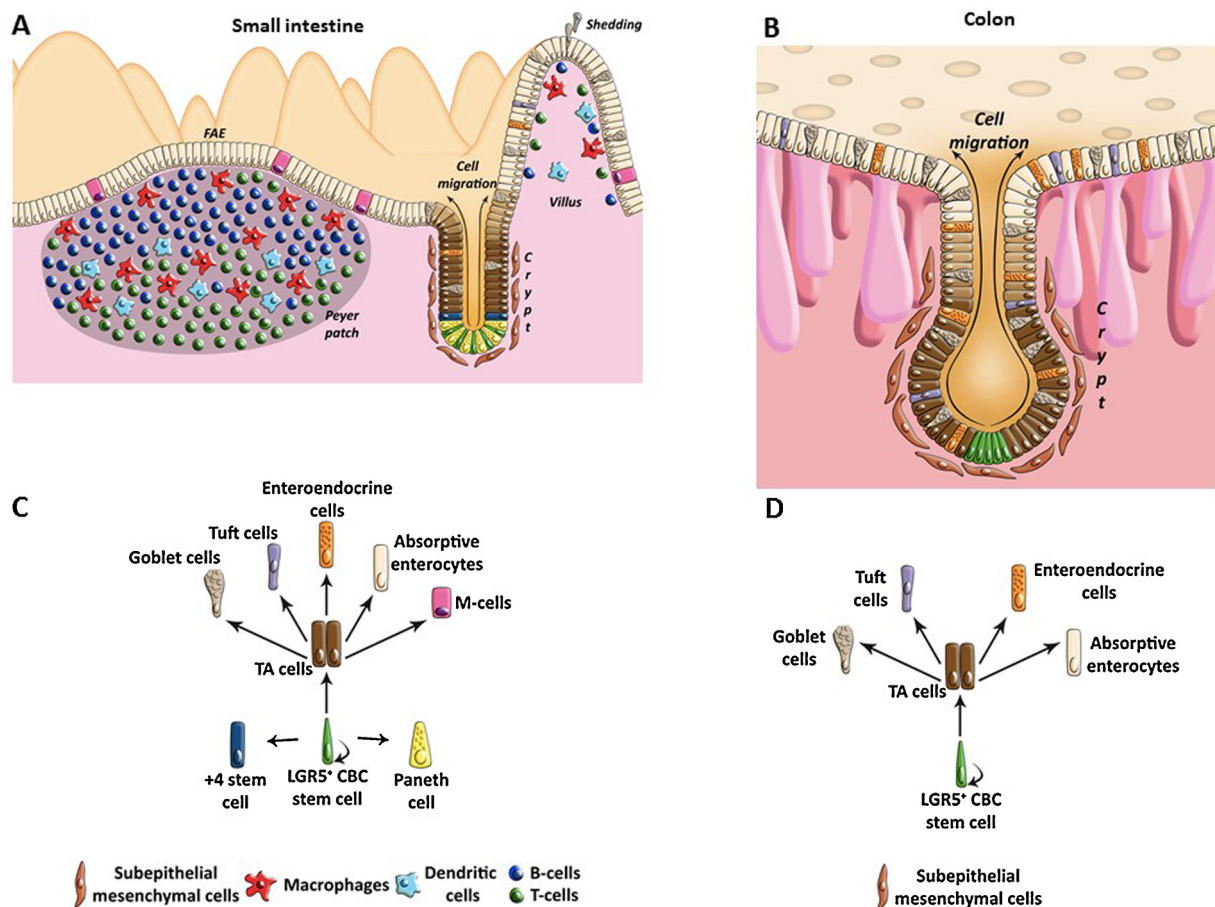 A
Small intestine
Shedding
FAE
Cell
migration
Villus
Crypt
Peyer
patch
B
Colon
Cell
migration
Crypt
C
Enteroendocrine
cells
Tuft cells
Goblet cells
Absorptive
enterocytes
M-cells
TA cells
+4 stem
cell
LGR5⁺ CBC
stem cell
Paneth
cell
Subepithelial
mesenchymal cells
Macrophages
Dendritic
cells
B-cells
T-cells
D
Tuft
cells
Enteroendocrine
cells
Goblet
cells
Absorptive
enterocytes
TA cells
LGR5⁺ CBC
stem cell
Subepithelial
mesenchymal cells